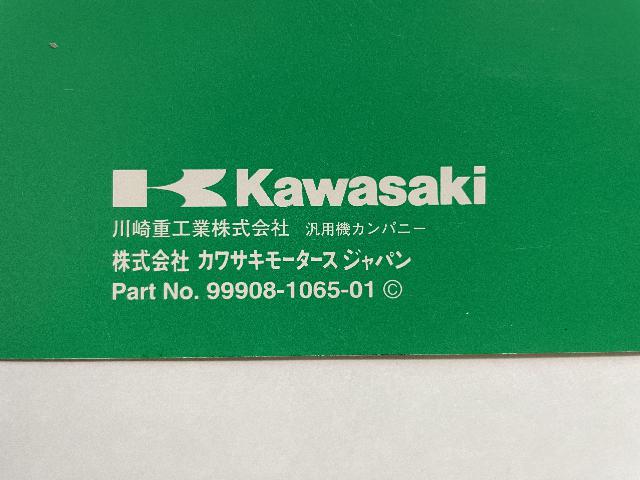 Kawasaki
川崎重工業株式会社 汎用機カンパニー
株式会社 カワサキモータース ジャパン
Part No. 99908-1065-01 ©